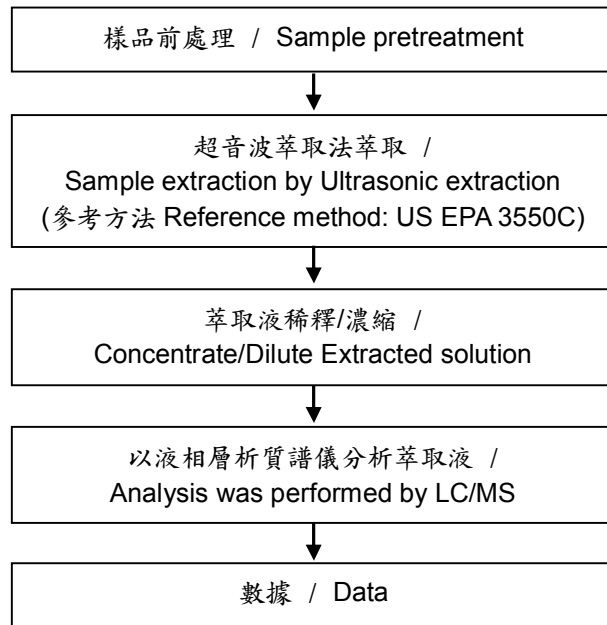 樣品前處理 / Sample pretreatment
超音波萃取法萃取 /
Sample extraction by Ultrasonic extraction
(參考方法 Reference method: US EPA 3550C)
萃取液稀釋/濃縮 /
Concentrate/Dilute Extracted solution
以液相層析質譜儀分析萃取液 /
Analysis was performed by LC/MS
數據 / Data